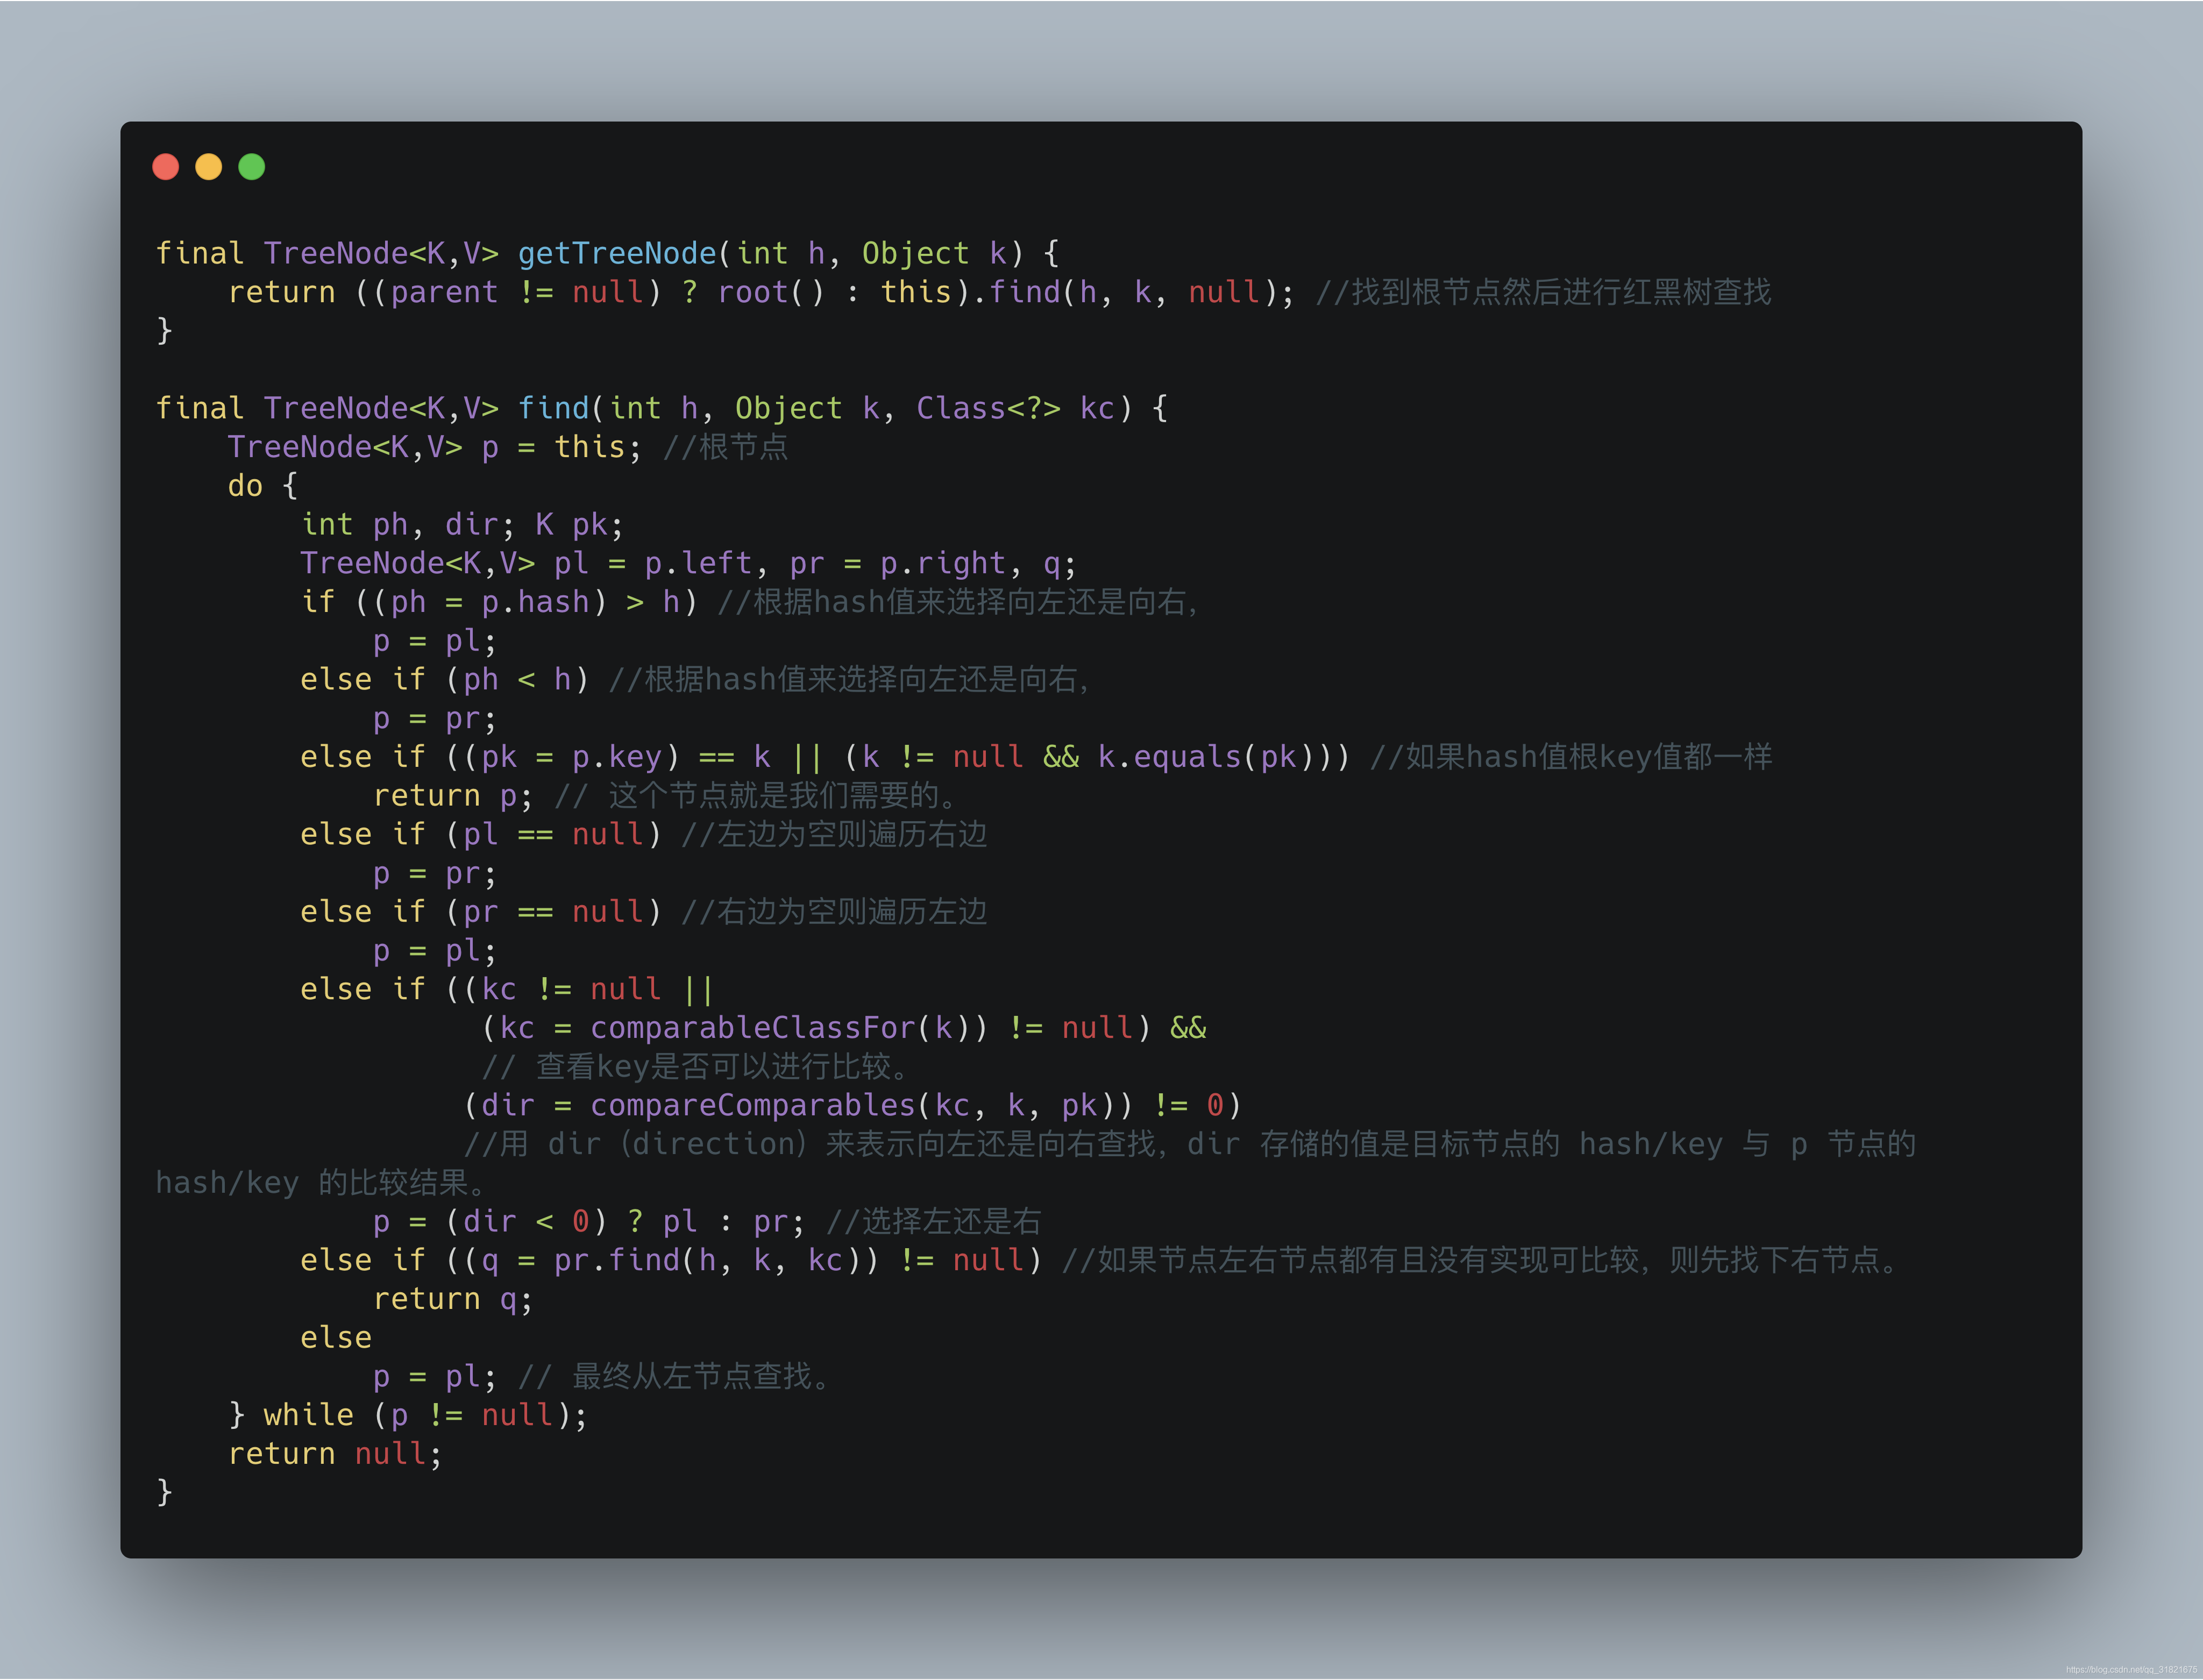 final TreeNode<K,V> getTreeNode(int h, Object k) {
    return ((parent != null) ? root() : this).find(h, k, null); //找到根节点然后进行红黑树查找
}

final TreeNode<K,V> find(int h, Object k, Class<?> kc) {
    TreeNode<K,V> p = this; //根节点
    do {
        int ph, dir; K pk;
        TreeNode<K,V> pl = p.left, pr = p.right, q;
        if ((ph = p.hash) > h) //根据hash值来选择向左还是向右，
            p = pl;
        else if (ph < h) //根据hash值来选择向左还是向右，
            p = pr;
        else if ((pk = p.key) == k || (k != null && k.equals(pk))) //如果hash值根key值都一样
            return p; // 这个节点就是我们需要的。
        else if (pl == null) //左边为空则遍历右边
            p = pr;
        else if (pr == null) //右边为空则遍历左边
            p = pl;
        else if ((kc != null ||
                  (kc = comparableClassFor(k)) != null) &&
                  // 查看key是否可以进行比较。
                 (dir = compareComparables(kc, k, pk)) != 0)
                 //用 dir（direction）来表示向左还是向右查找，dir 存储的值是目标节点的 hash/key 与 p 节点的
hash/key 的比较结果。
            p = (dir < 0) ? pl : pr; //选择左还是右
        else if ((q = pr.find(h, k, kc)) != null) //如果节点左右节点都有且没有实现可比较，则先找下右节点。
            return q;
        else
            p = pl; // 最终从左节点查找。
    } while (p != null);
    return null;
}
https://blog.csdn.net/qq_31821675